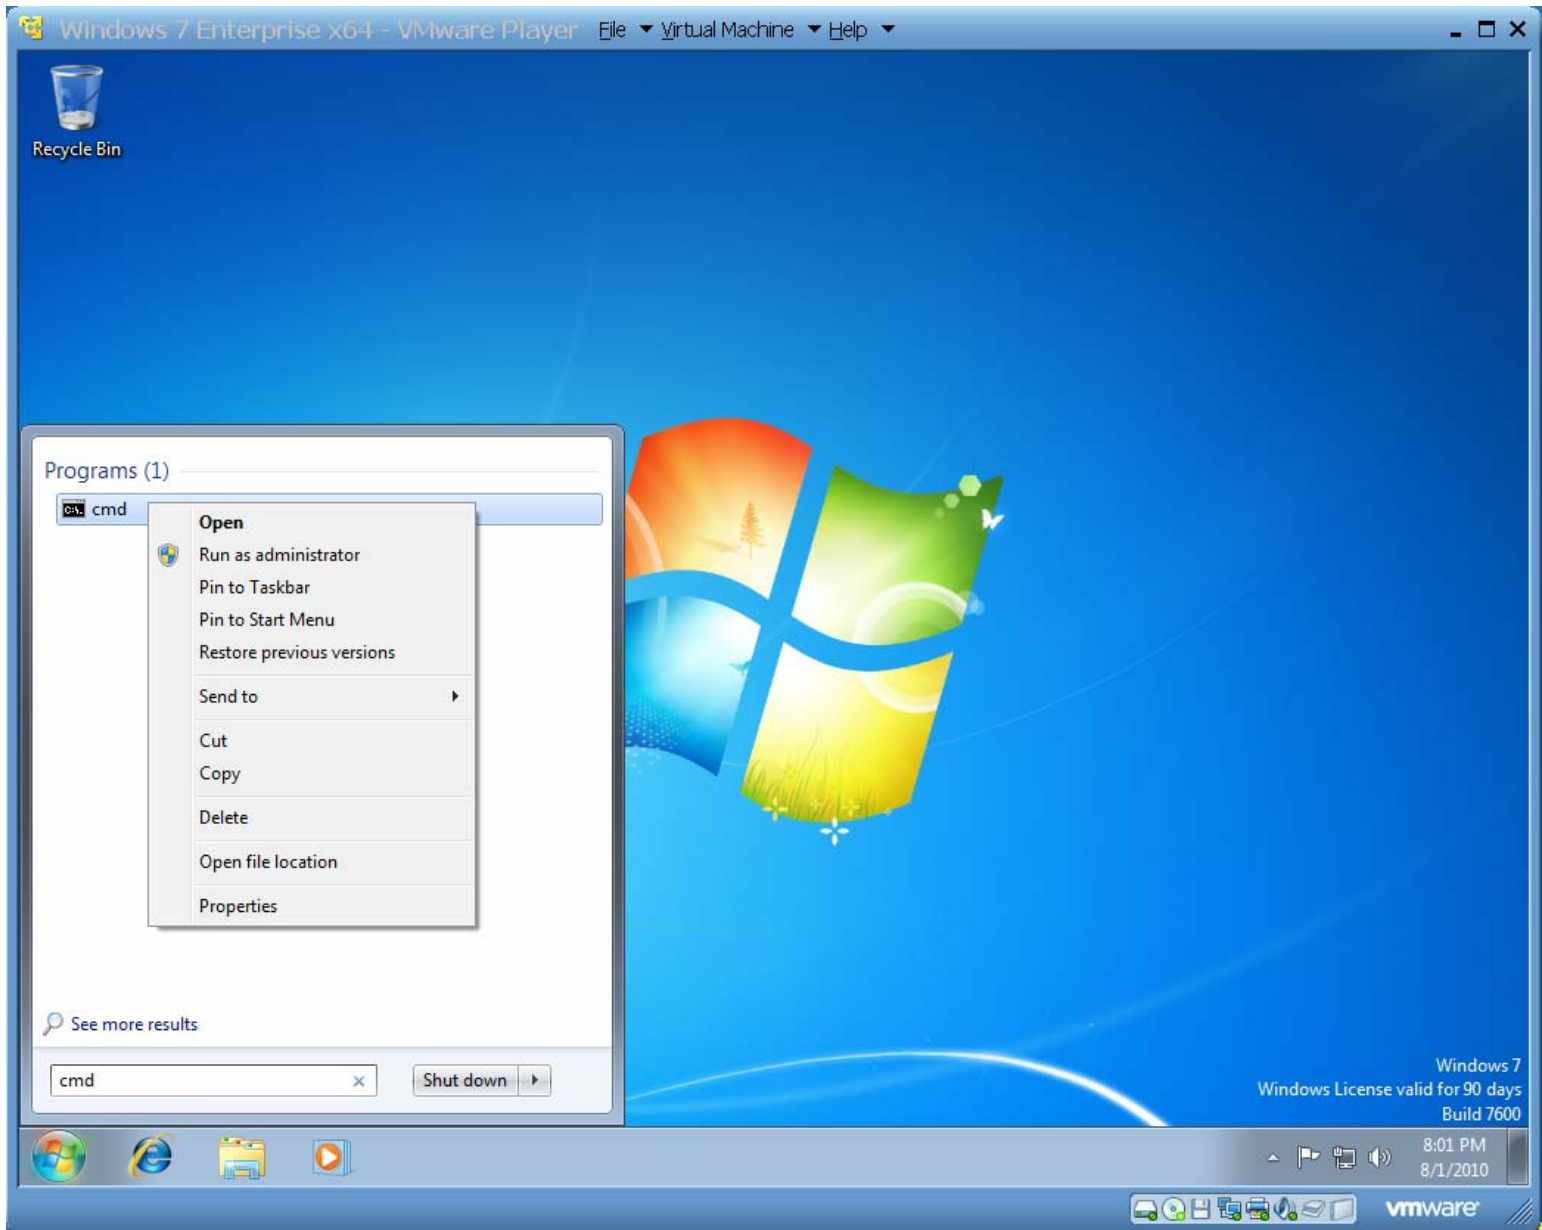 Windows 7 Enterprise x64 - VMware Player File Virtual Machine Help
Recycle Bin
Programs (1)
cmd
Open
Run as administrator
Pin to Taskbar
Pin to Start Menu
Restore previous versions
Send to
Cut
Copy
Delete
Open file location
Properties
See more results
cmd
Shut down
Windows 7
Windows License valid for 90 days
Build 7600
8:01 PM
8/1/2010
vmware